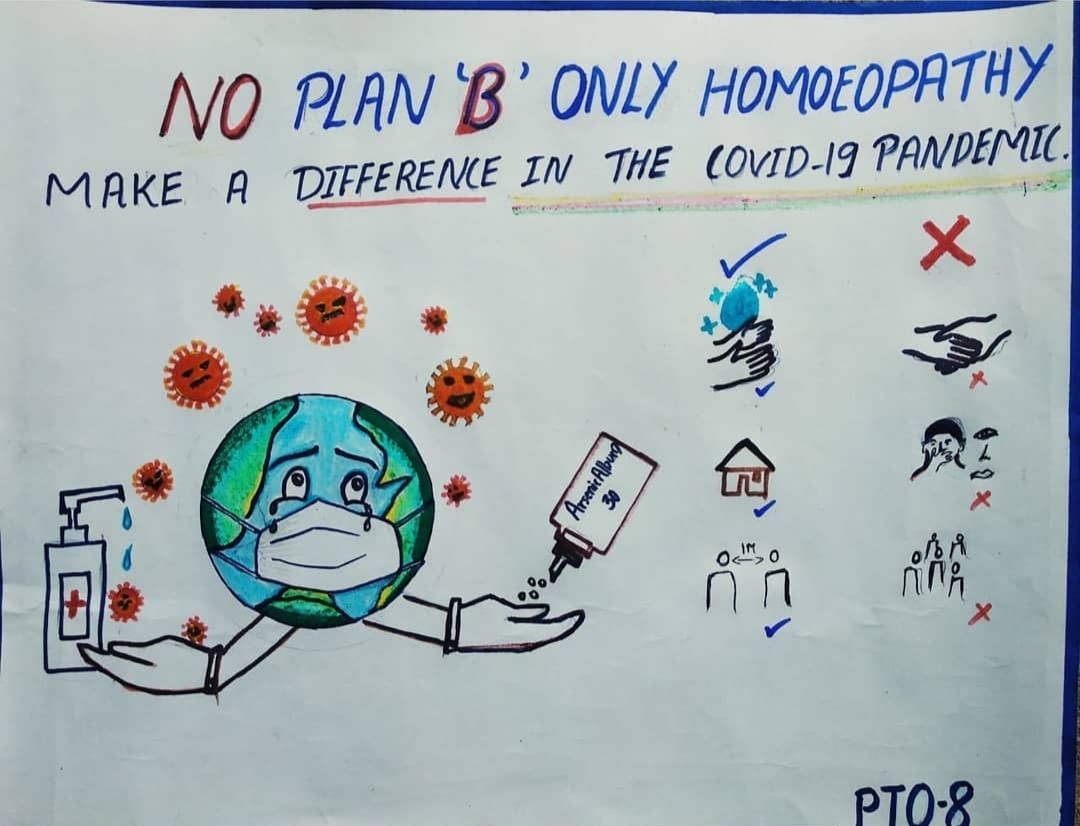 NO PLAN 'B' ONLY HOMOEOPATHY
MAKE A DIFFERENCE IN THE COVID-19 PANDEMIC.
Arsenic Album
30
1M
PTO-8